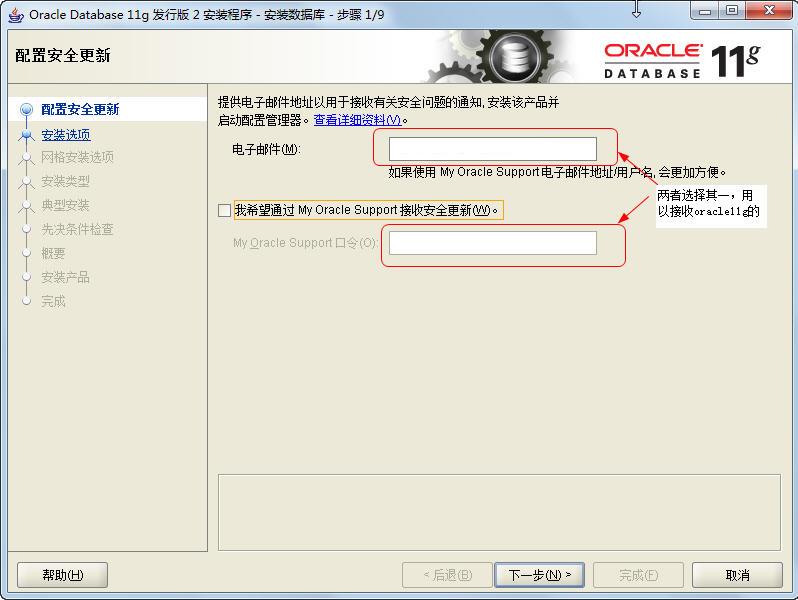 Oracle Database 11g 发行版 2 安装程序 - 安装数据库 - 步骤 1/9
配置安全更新
ORACLE
DATABASE 11g
配置安全更新
安装选项
网格安装选项
安装类型
典型安装
先决条件检查
概要
安装产品
完成
提供电子邮件地址以用于接收有关安全问题的通知, 安装该产品并
启动配置管理器。查看详细资料(V)。
电子邮件(M):
如果使用 My Oracle Support 电子邮件地址/用户名, 会更加方便。
两者选择其一，用
以接收oracle11g的
我希望通过 My Oracle Support 接收安全更新(W)。
My Oracle Support 口令(O):
帮助(H)
< 后退(B)
下一步(N) >
完成(F)
取消